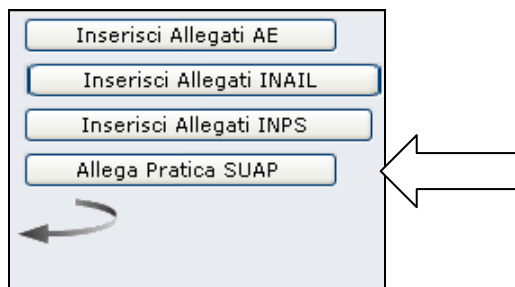 Inserisci Allegati AE
Inserisci Allegati INAIL
Inserisci Allegati INPS
Allega Pratica SUAP